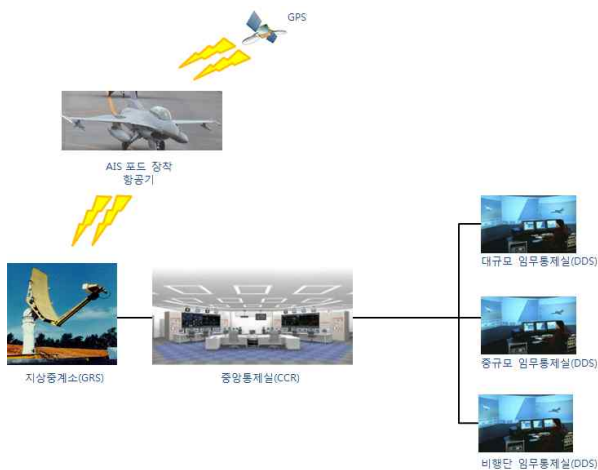 GPS
AIS 포드 장착
항공기
대규모 임무통제실(DDS)
지상중계소(GRS)
중앙통제실(CCR)
중규모 임무통제실(DDS)
비행단 임무통제실(DDS)